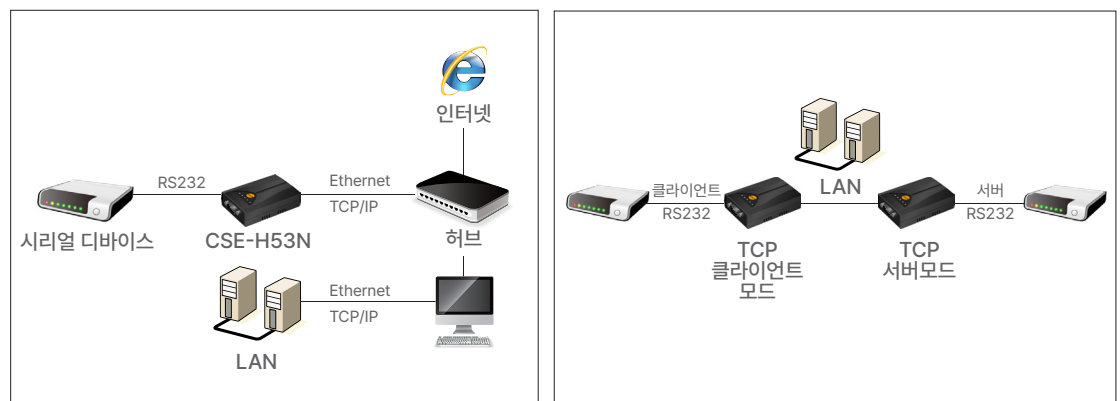 인터넷
RS232
Ethernet
TCP/IP
시리얼 디바이스
CSE-H53N
허브
Ethernet
TCP/IP
LAN
LAN
클라이언트
RS232
서버
RS232
TCP
클라이언트
모드
TCP
서버모드